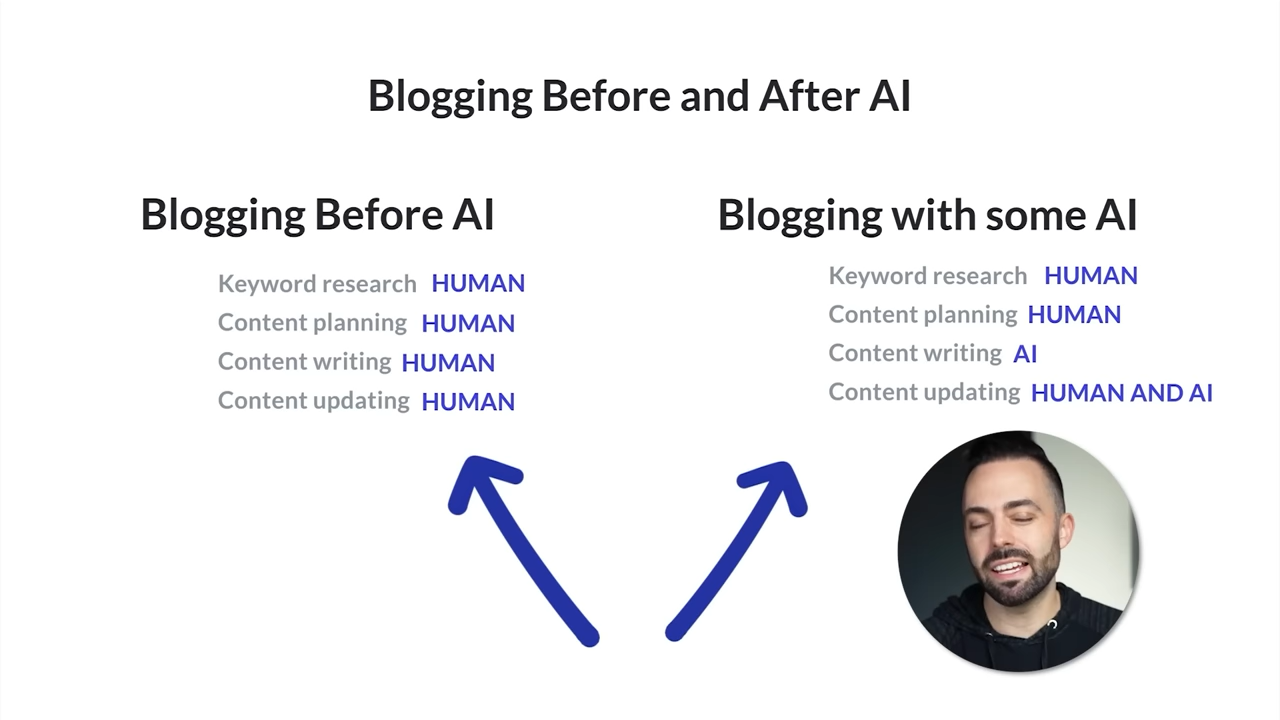 Blogging Before and After AI
Blogging Before AI
Keyword research HUMAN
Content planning HUMAN
Content writing HUMAN
Content updating HUMAN
Blogging with some AI
Keyword research HUMAN
Content planning HUMAN
Content writing AI
Content updating HUMAN AND AI